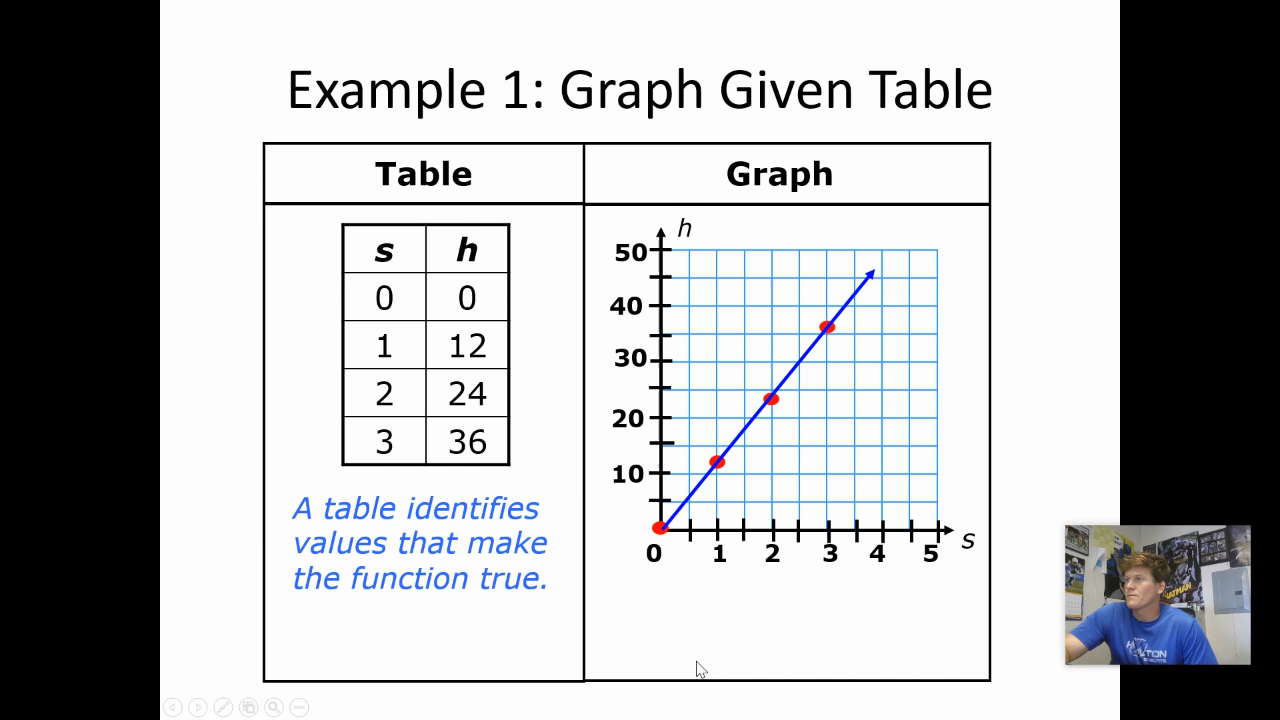 Example 1: Graph Given Table
Table
Graph
s h
0 0
1 12
2 24
3 36
A table identifies
values that make
the function true.
h
50
40
30
20
10
0 1 2 3 4 5
s